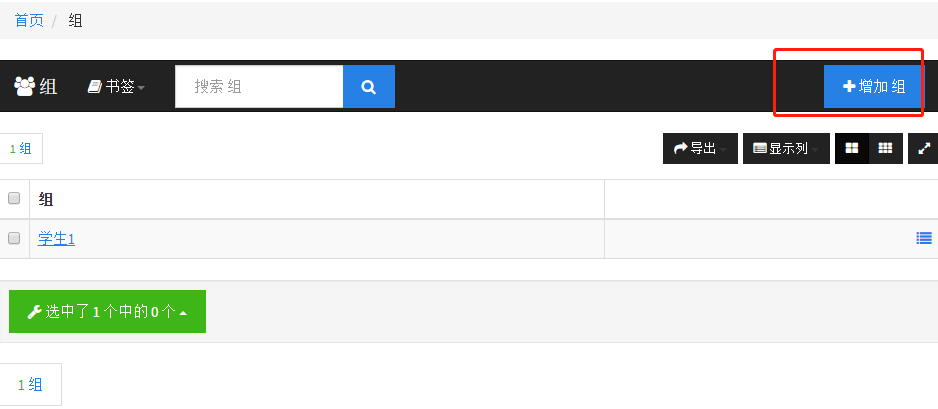 首页 / 组
组 书签 搜索 组 增加 组
1 组 导出 显示列
组
学生1
选中了 1 个中的 0 个
1 组